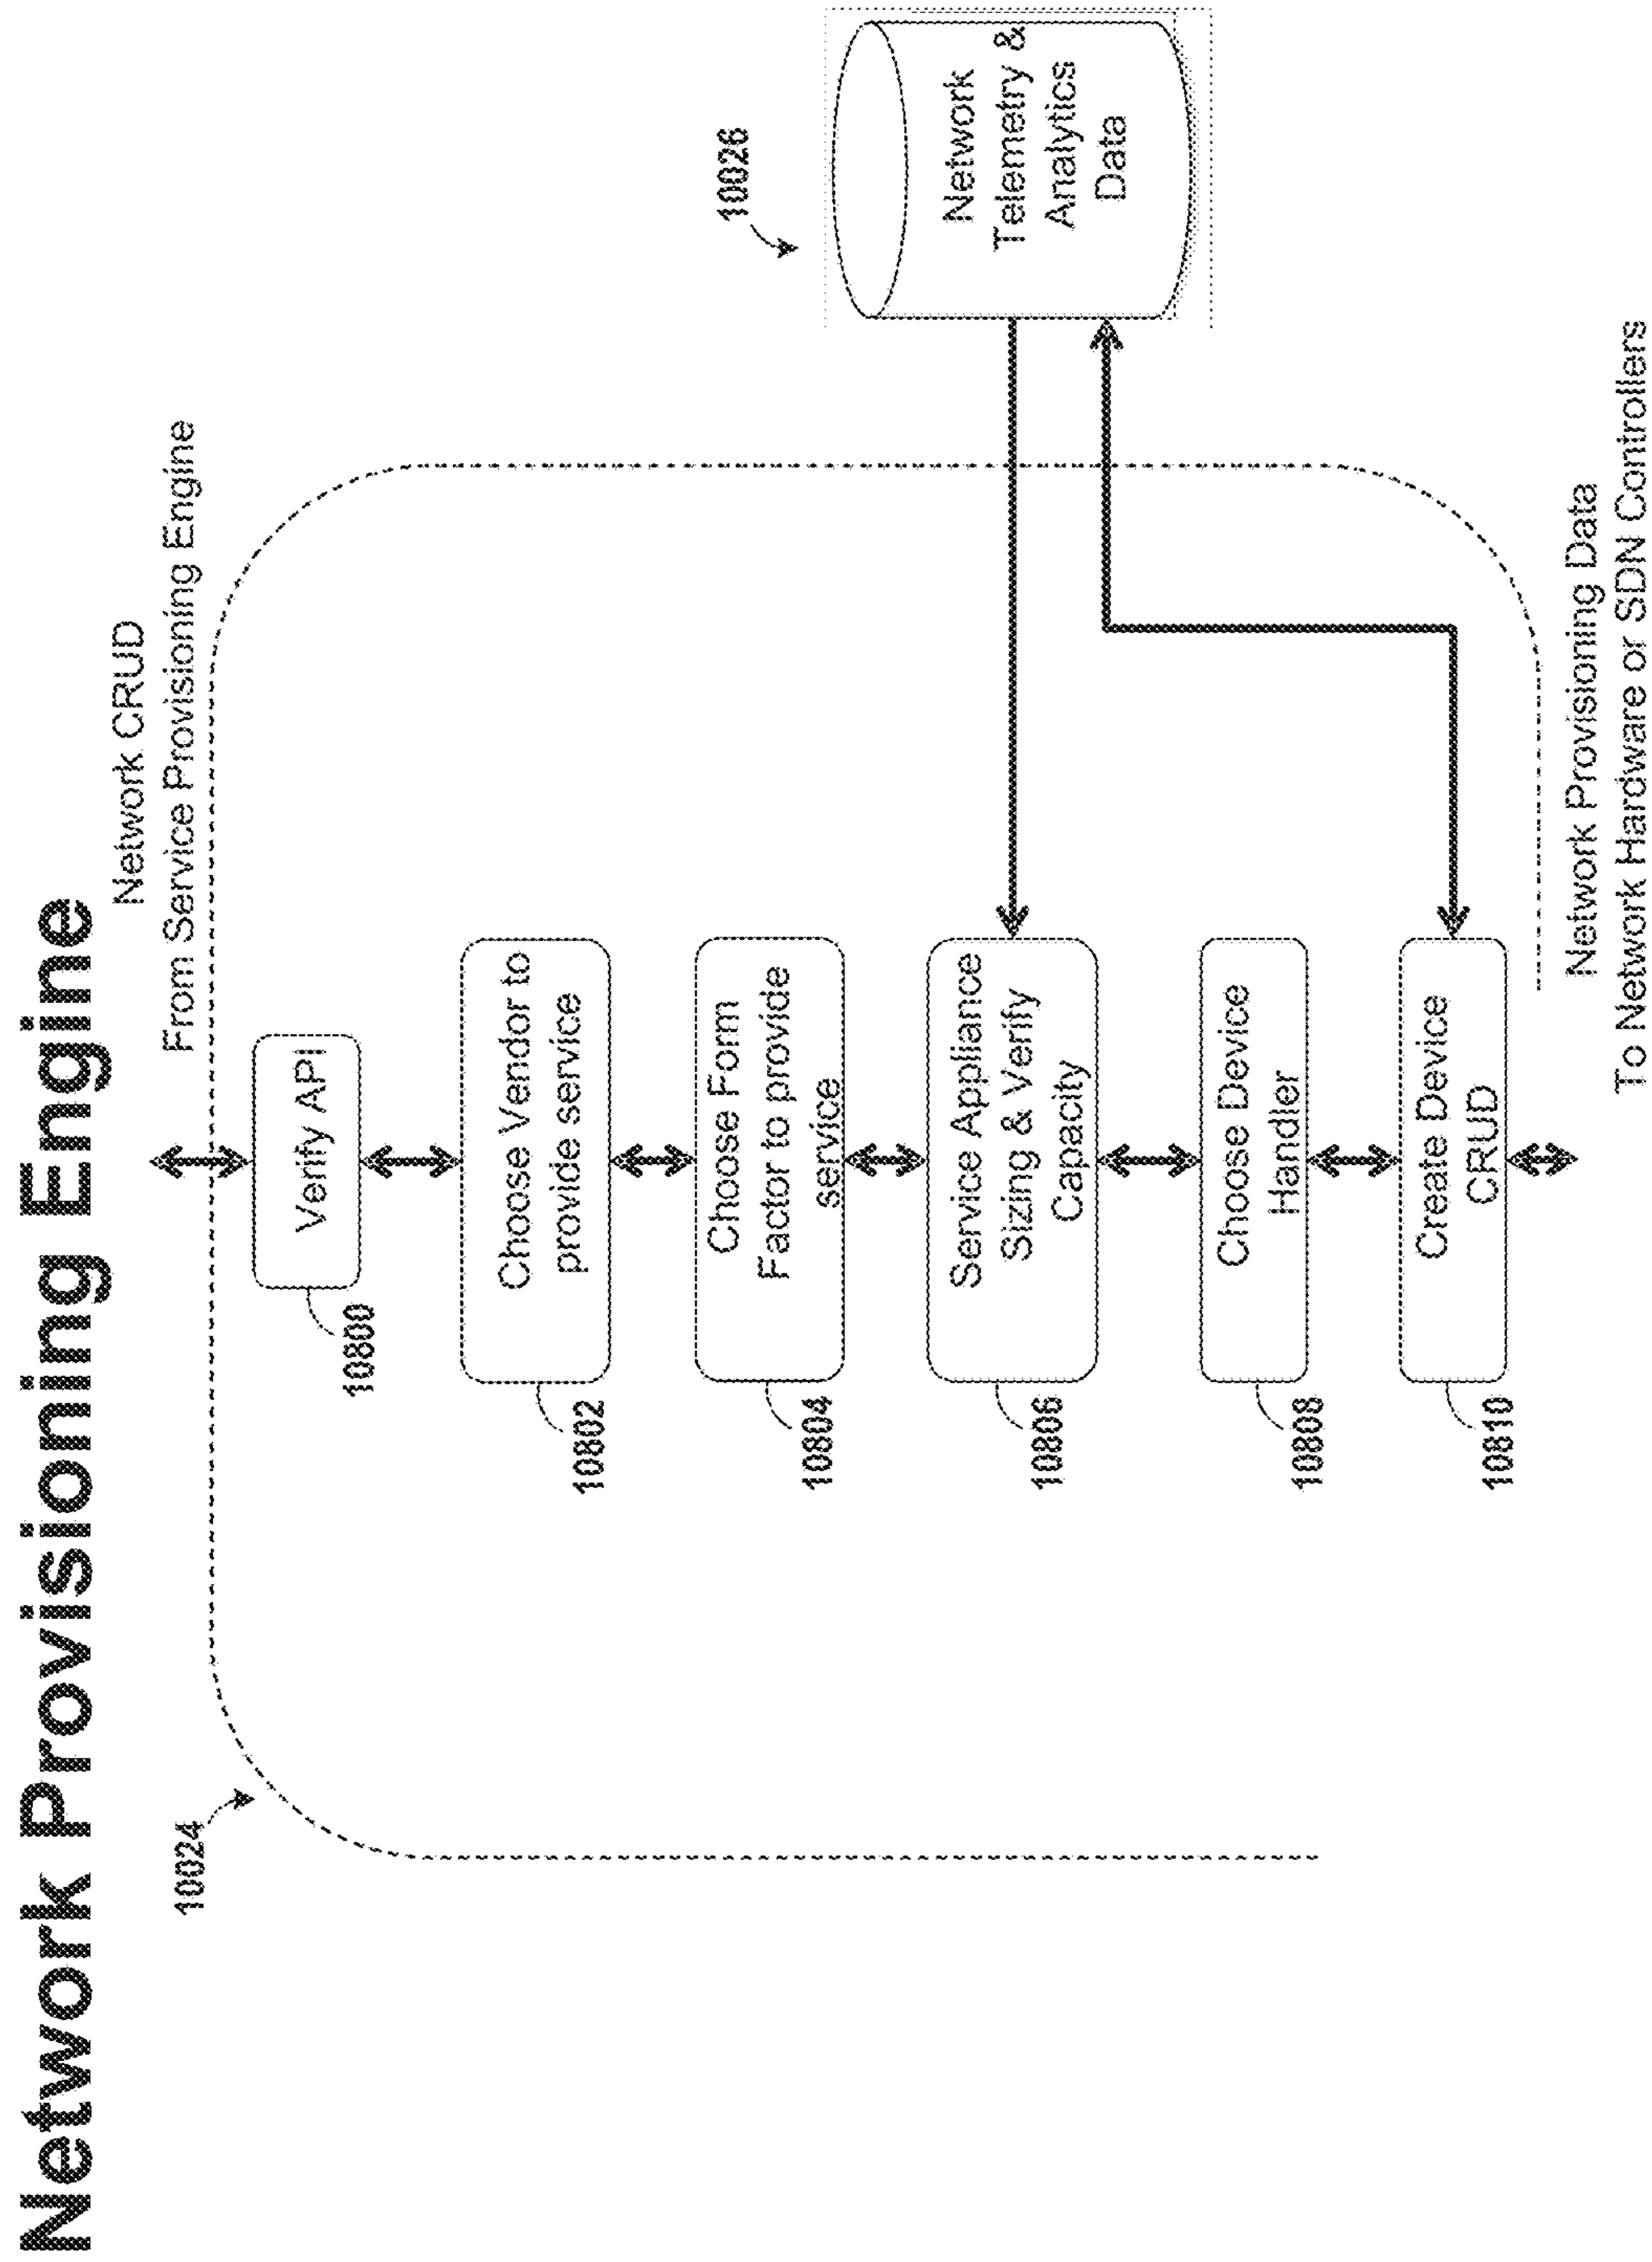 Network Provisioning Engine
Network CRUD
From Service Provisioning Engine
10024
Verify API
10800
Choose Vendor to
provide service
10802
Choose Form
Factor to provide
service
10804
10026
Network
Telemetry &
Analytics
Data
Service Appliance
Sizing & Verify
Capacity
10806
Choose Device
Handler
10808
Create Device
CRUD
10810
Network Provisioning Data
To Network Hardware or SDN Controllers